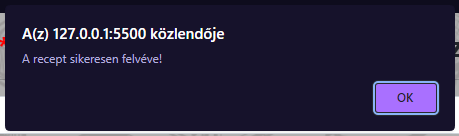 A(z) 127.0.0.1:5500 közlendője
A recept sikeresen felvéve!
OK